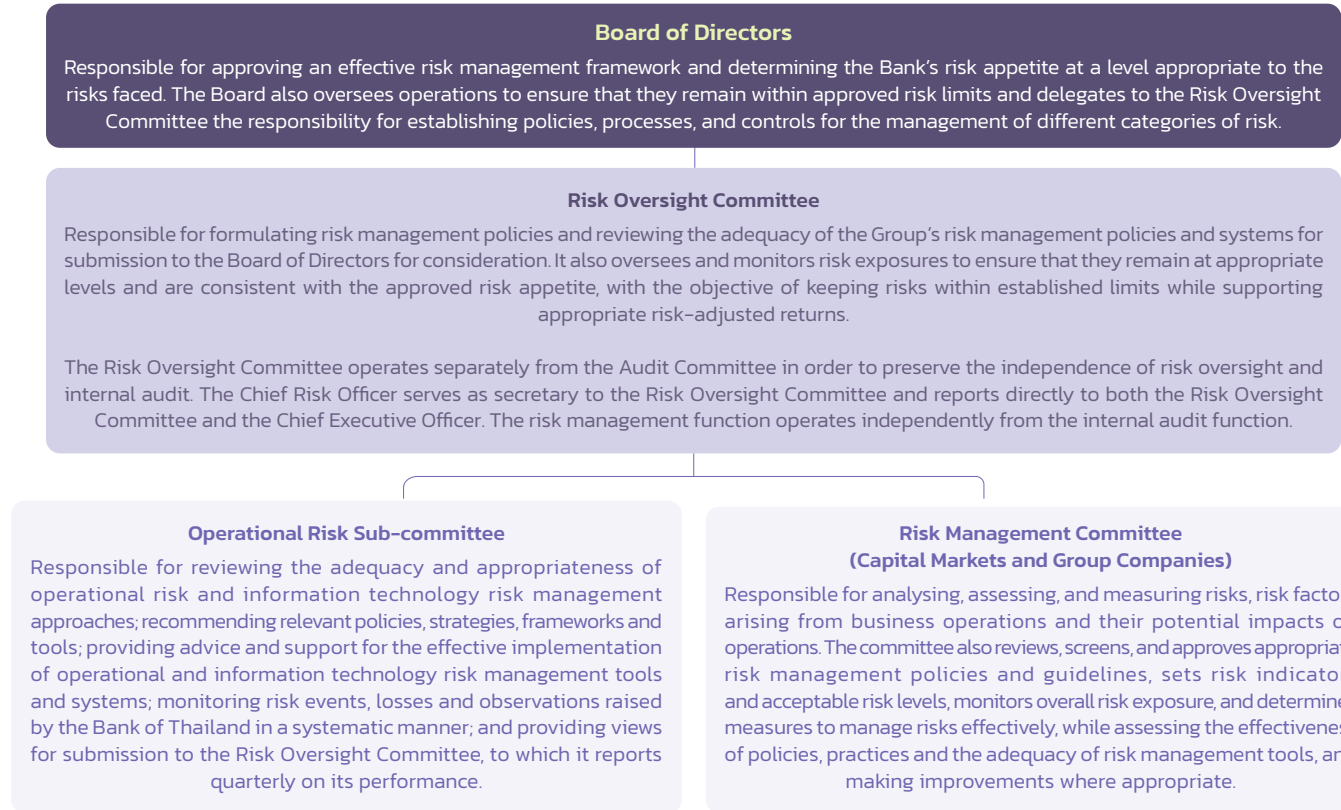 Board of Directors
Responsible for approving an effective risk management framework and determining the Bank's risk appetite at a level appropriate to the
risks faced. The Board also oversees operations to ensure that they remain within approved risk limits and delegates to the Risk Oversight
Committee the responsibility for establishing policies, processes, and controls for the management of different categories of risk.
Risk Oversight Committee
Responsible for formulating risk management policies and reviewing the adequacy of the Group's risk management policies and systems for
submission to the Board of Directors for consideration. It also oversees and monitors risk exposures to ensure that they remain at appropriate
levels and are consistent with the approved risk appetite, with the objective of keeping risks within established limits while supporting
appropriate risk-adjusted returns.
The Risk Oversight Committee operates separately from the Audit Committee in order to preserve the independence of risk oversight and
internal audit. The Chief Risk Officer serves as secretary to the Risk Oversight Committee and reports directly to both the Risk Oversight
Committee and the Chief Executive Officer. The risk management function operates independently from the internal audit function.
Operational Risk Sub-committee
Responsible for reviewing the adequacy and appropriateness of
operational risk and information technology risk management
approaches; recommending relevant policies, strategies, frameworks and
tools; providing advice and support for the effective implementation
of operational and information technology risk management tools
and systems; monitoring risk events, losses and observations raised
by the Bank of Thailand in a systematic manner; and providing views
for submission to the Risk Oversight Committee, to which it reports
quarterly on its performance.
Risk Management Committee
(Capital Markets and Group Companies)
Responsible for analysing, assessing, and measuring risks, risk
arising from business operations and their potential impacts
operations. The committee also reviews, screens, and approves
risk management policies and guidelines, sets risk
and acceptable risk levels, monitors overall risk exposure, and
measures to manage risks effectively, while assessing the
of policies, practices and the adequacy of risk management tools,
making improvements where appropriate.